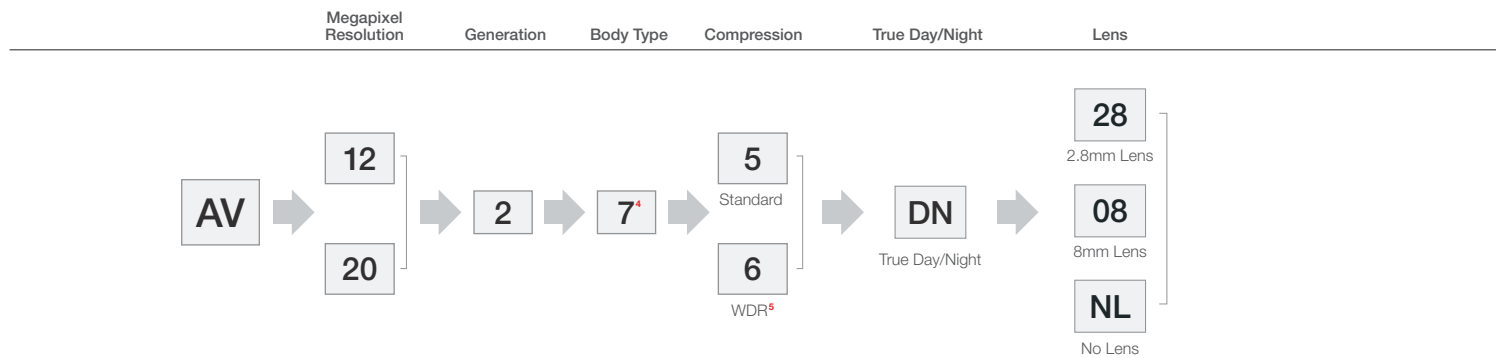 Megapixel
Resolution
Generation
Body Type
Compression
True Day/Night
Lens
AV
12
20
2
7⁴
5
Standard
6
WDR⁵
DN
True Day/Night
28
2.8mm Lens
08
8mm Lens
NL
No Lens